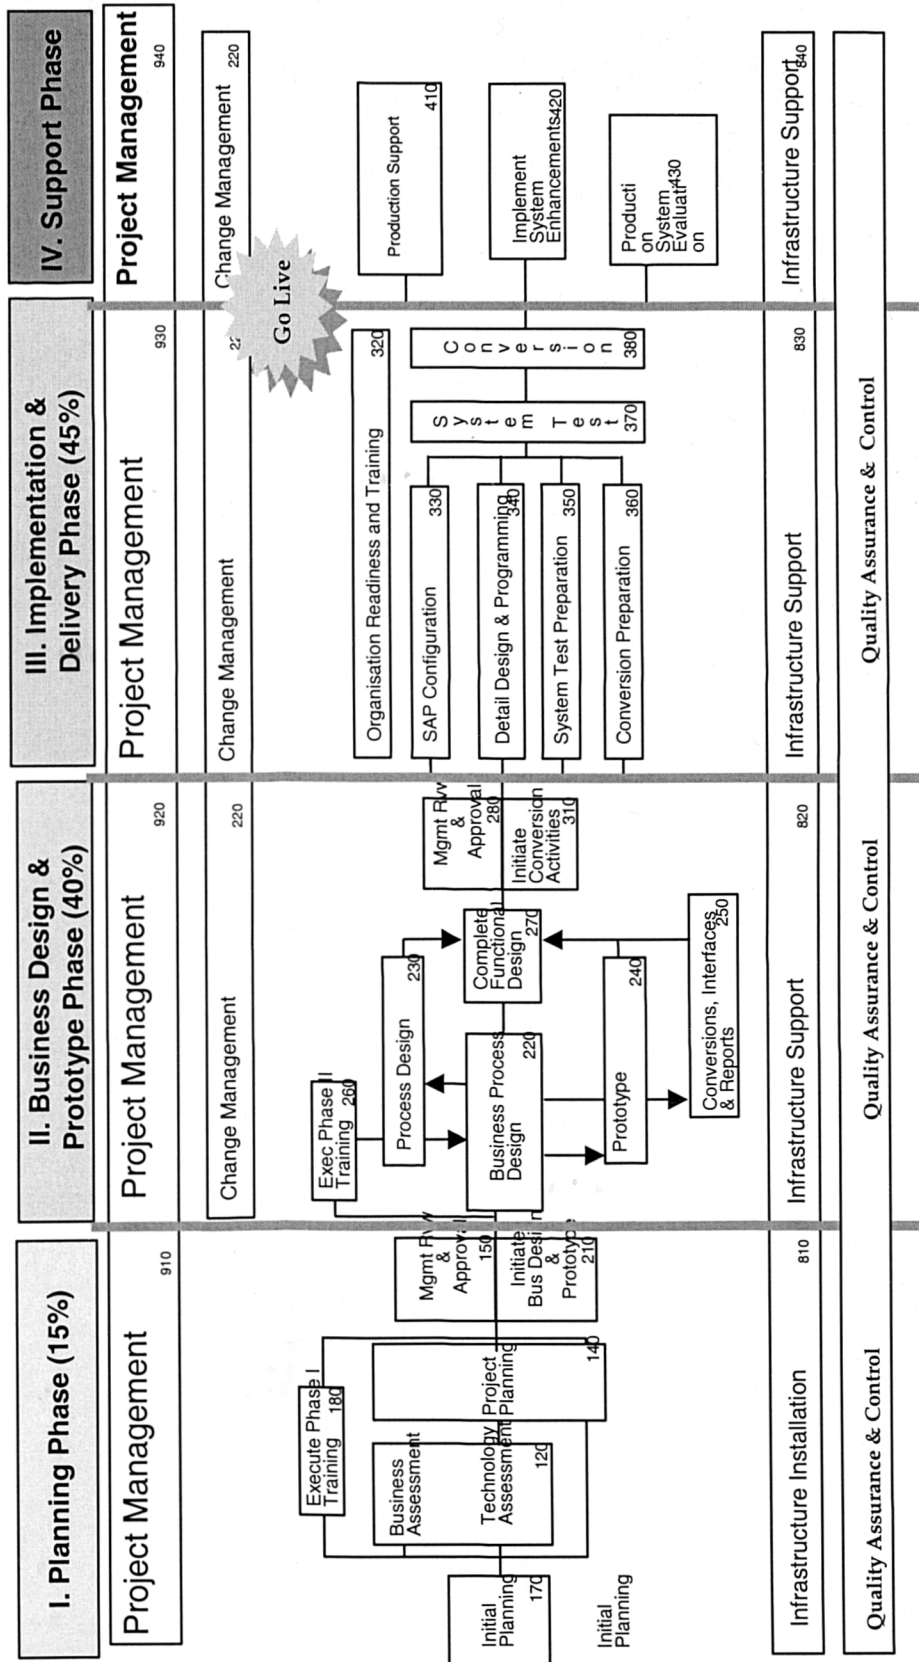 I. Planning Phase (15%)
II. Business Design &
Prototype Phase (40%)
III. Implementation &
Delivery Phase (45%)
IV. Support Phase
Project Management
910
Project Management
920
Project Management
930
Project Management
940
Change Management
220
Change Management
22
Change Management
220
Go Live
Execute Phase I
Training
180
Initial
Planning
170
Initial
Planning
Business
Assessment
Technology
Assessment
120
Project
Planning
140
Mgmt Rvw
&
Approval
150
Initiate
Bus Design
&
Prototype
210
Exec Phase II
Training
260
Process Design
230
Business Process
Design
220
Prototype
240
Conversions, Interfaces
& Reports
250
Complete
Functional
Design
270
Mgmt Rvw
&
Approval
280
Initiate
Conversion
Activities
310
Organisation Readiness and Training
320
SAP Configuration
330
Detail Design & Programming
340
System Test Preparation
350
Conversion Preparation
360
System Test
370
Conversion
380
Production Support
410
Implement
System
Enhancements420
Producti
on
System
Evaluati430
on
Infrastructure Installation
810
Infrastructure Support
820
Infrastructure Support
830
Infrastructure Support
840
Quality Assurance & Control
Quality Assurance & Control
Quality Assurance & Control